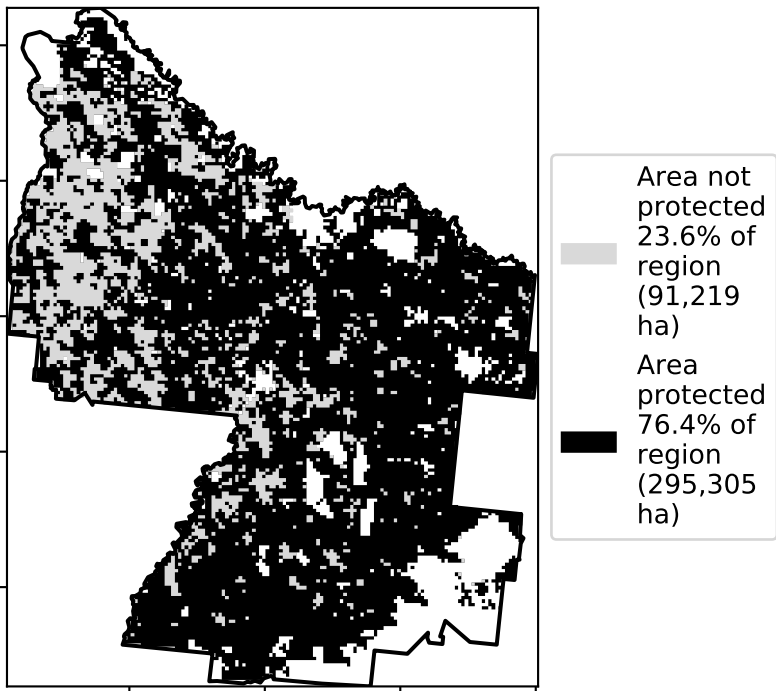 Area not
protected
23.6% of
region
(91,219
ha)
Area
protected
76.4% of
region
(295,305
ha)